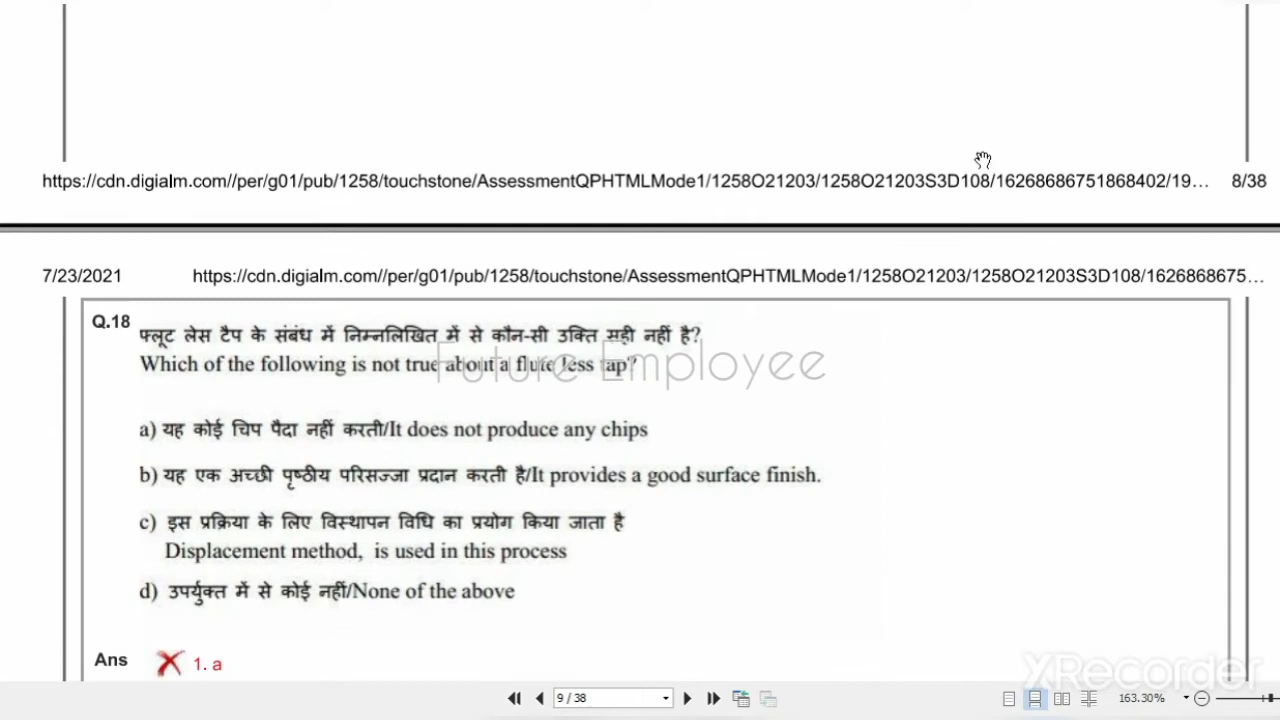 https://cdn.digialm.com//per/g01/pub/1258/touchstone/AssessmentQPHTMLMode1/1258O21203/1258O21203S3D108/16268686751868402/19... 8/38
7/23/2021 https://cdn.digialm.com//per/g01/pub/1258/touchstone/AssessmentQPHTMLMode1/1258O21203/1258O21203S3D108/1626868675...
Q.18
फ्लूट लेस टैप के संबंध में निम्नलिखित में से कौन-सी उक्ति सही नहीं है?
Which of the following is not true about a flute less tap?
Future Employee
a) यह कोई चिप पैदा नहीं करती/It does not produce any chips
b) यह एक अच्छी पृष्ठीय परिसज्जा प्रदान करती है/It provides a good surface finish.
c) इस प्रक्रिया के लिए विस्थापन विधि का प्रयोग किया जाता है
Displacement method, is used in this process
d) उपर्युक्त में से कोई नहीं/None of the above
Ans 1. a
XRecorder
9 / 38 163.30%